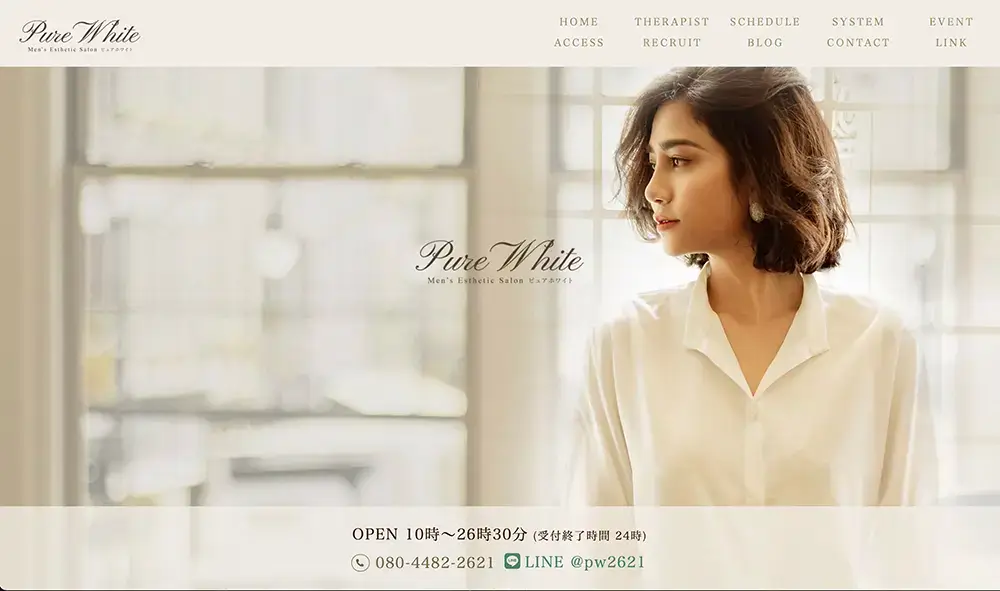 Pure White
Men's Esthetic Salon ピュアホワイト
HOME THERAPIST SCHEDULE SYSTEM EVENT
ACCESS RECRUIT BLOG CONTACT LINK
Pure White
Men's Esthetic Salon ピュアホワイト
OPEN 10時〜26時30分 (受付終了時間 24時)
080-4482-2621 LINE LINE @pw2621